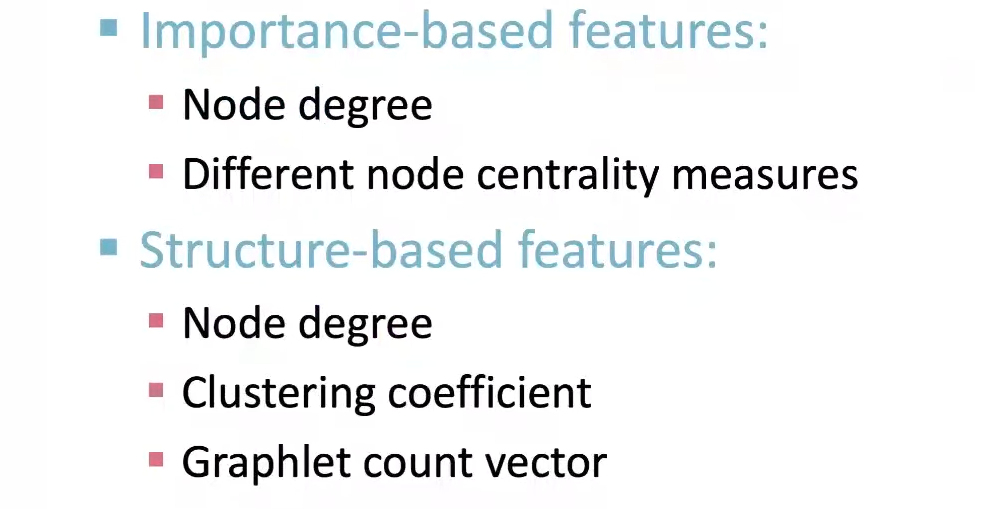 Importance-based features:
Node degree
Different node centrality measures
Structure-based features:
Node degree
Clustering coefficient
Graphlet count vector